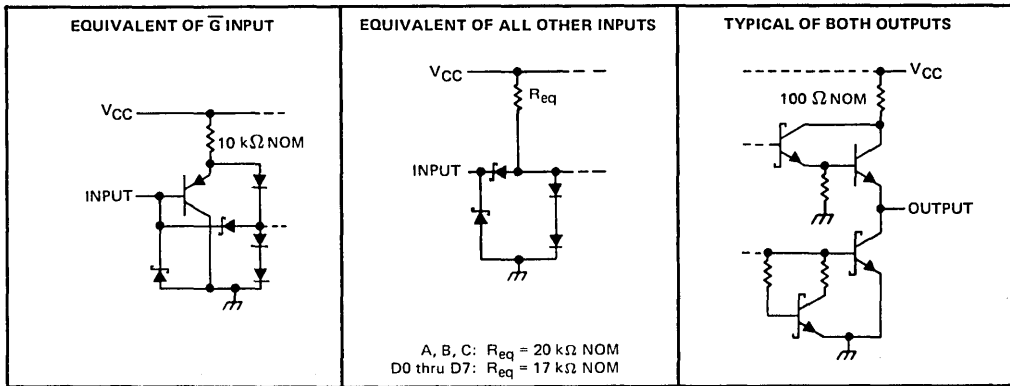 EQUIVALENT OF G̅ INPUT
VCC
10 kΩ NOM
INPUT
EQUIVALENT OF ALL OTHER INPUTS
VCC
Req
INPUT
A, B, C: Req = 20 kΩ NOM
D0 thru D7: Req = 17 kΩ NOM
TYPICAL OF BOTH OUTPUTS
VCC
100 Ω NOM
OUTPUT